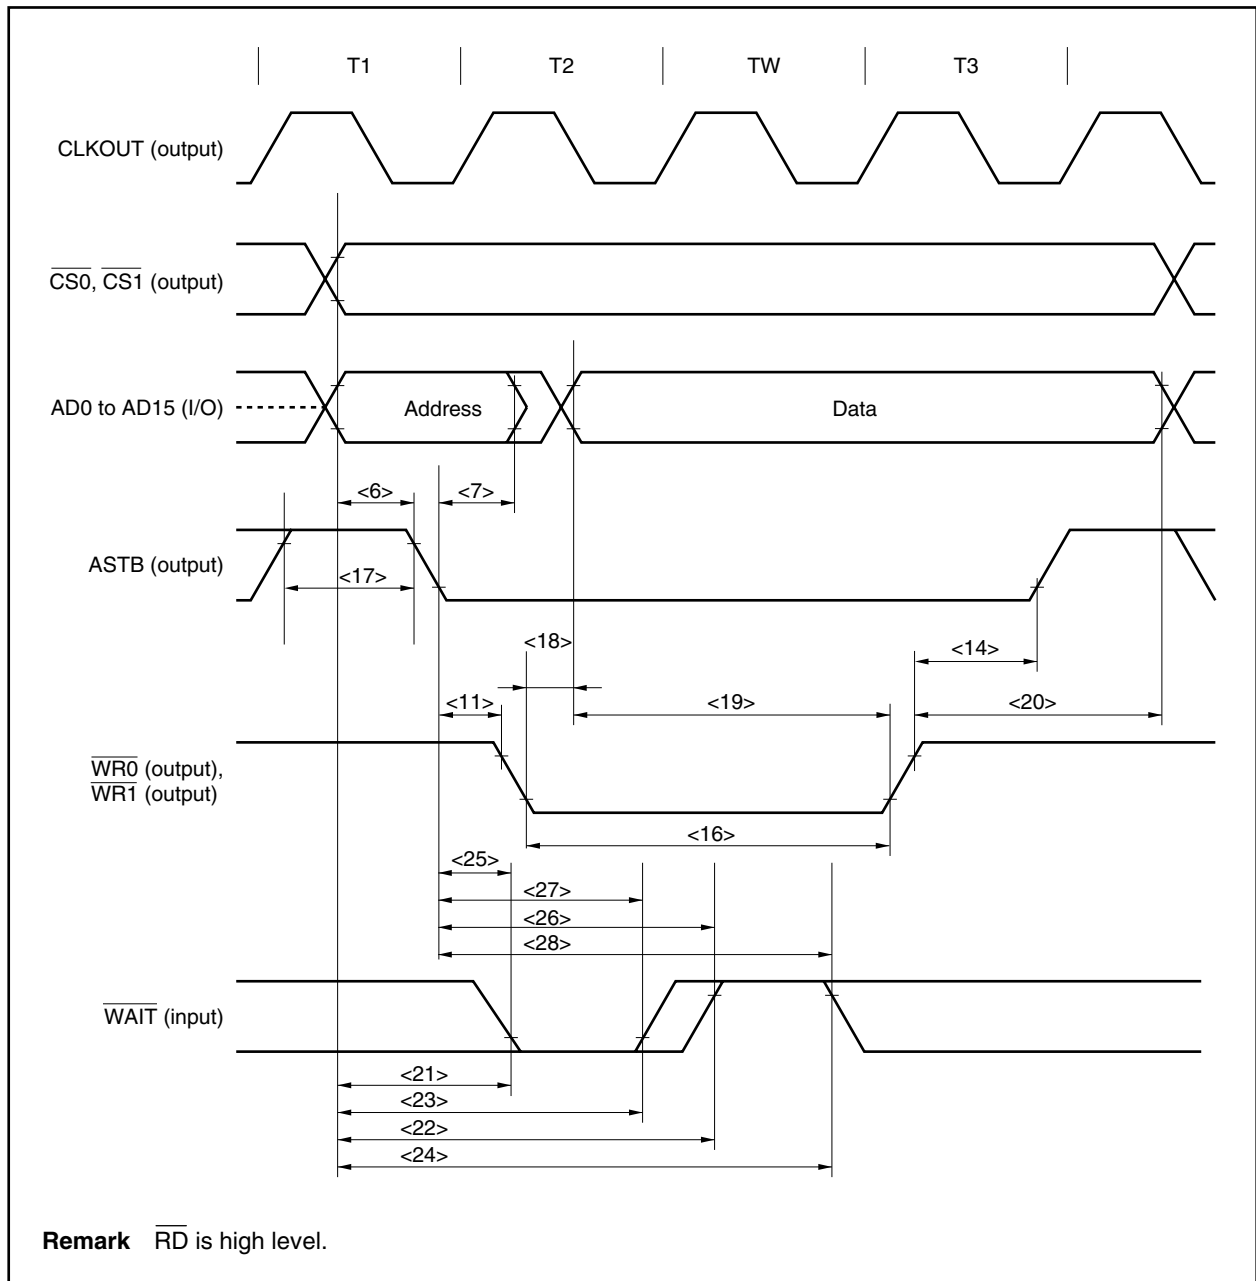 T1 T2 TW T3
CLKOUT (output)
CS0, CS1 (output)
AD0 to AD15 (I/O)
Address
Data
<6>
<7>
ASTB (output)
<17>
<18>
<14>
<11>
<19>
<20>
WR0 (output),
WR1 (output)
<16>
<25>
<27>
<26>
<28>
WAIT (input)
<21>
<23>
<22>
<24>
Remark RD is high level.